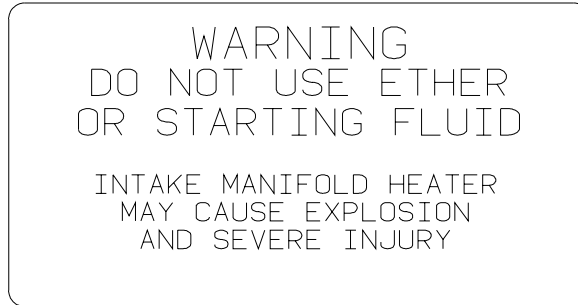 WARNING
DO NOT USE ETHER
OR STARTING FLUID
INTAKE MANIFOLD HEATER
MAY CAUSE EXPLOSION
AND SEVERE INJURY